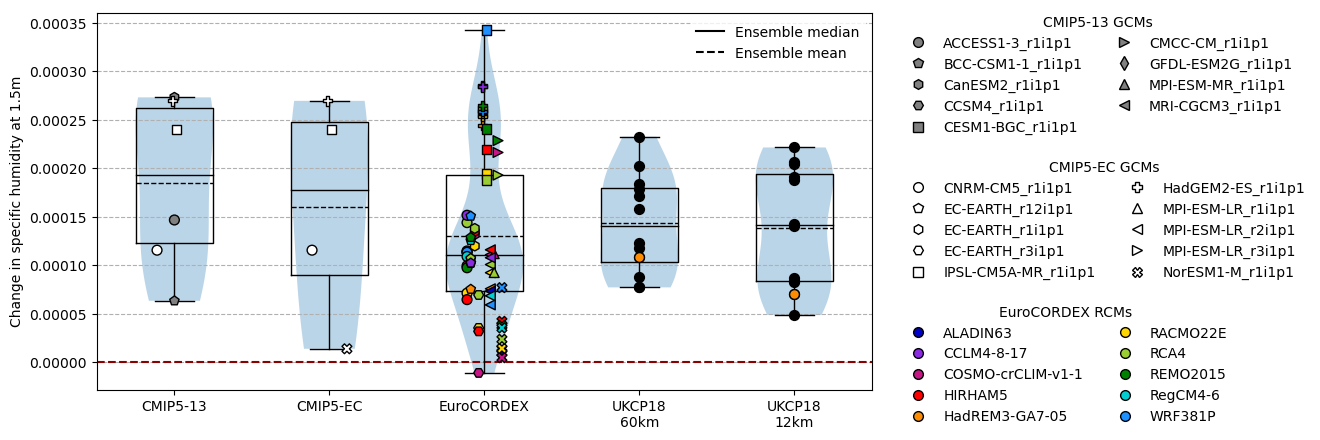 Change in specific humidity at 1.5m
0.00035
0.00030
0.00025
0.00020
0.00015
0.00010
0.00005
0.00000
Ensemble median
Ensemble mean
CMIP5-13
CMIP5-EC
EuroCORDEX
UKCP18
60km
UKCP18
12km
CMIP5-13 GCMs
ACCESS1-3_r1i1p1
BCC-CSM1-1_r1i1p1
CanESM2_r1i1p1
CCSM4_r1i1p1
CESM1-BGC_r1i1p1
CMCC-CM_r1i1p1
GFDL-ESM2G_r1i1p1
MPI-ESM-MR_r1i1p1
MRI-CGCM3_r1i1p1
CMIP5-EC GCMs
CNRM-CM5_r1i1p1
EC-EARTH_r12i1p1
EC-EARTH_r1i1p1
EC-EARTH_r3i1p1
IPSL-CM5A-MR_r1i1p1
HadGEM2-ES_r1i1p1
MPI-ESM-LR_r1i1p1
MPI-ESM-LR_r2i1p1
MPI-ESM-LR_r3i1p1
NorESM1-M_r1i1p1
EuroCORDEX RCMs
ALADIN63
CCLM4-8-17
COSMO-crCLIM-v1-1
HIRHAM5
HadREM3-GA7-05
RACMO22E
RCA4
REMO2015
RegCM4-6
WRF381P